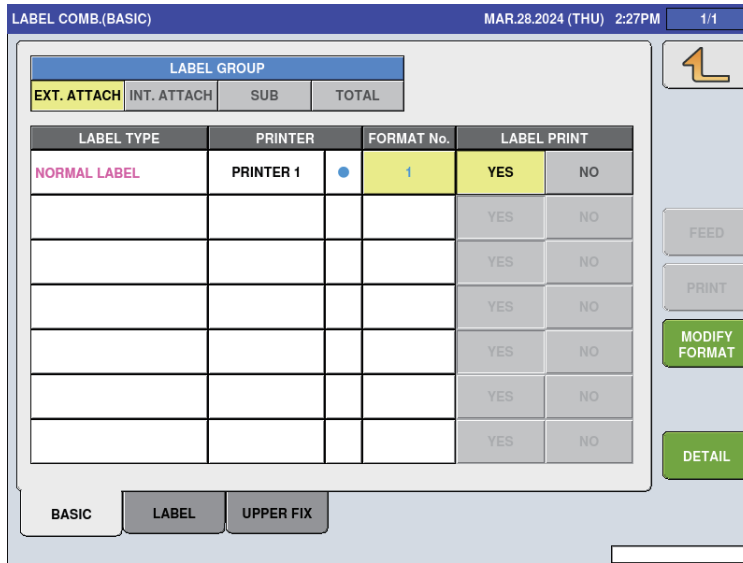 LABEL COMB.(BASIC) MAR.28.2024 (THU) 2:27PM 1/1
LABEL GROUP
EXT. ATTACH INT. ATTACH SUB TOTAL
LABEL TYPE PRINTER FORMAT No. LABEL PRINT
NORMAL LABEL PRINTER 1 1 YES NO
YES NO
FEED
YES NO
PRINT
YES NO
MODIFY
FORMAT
YES NO
YES NO
YES NO
DETAIL
BASIC LABEL UPPER FIX